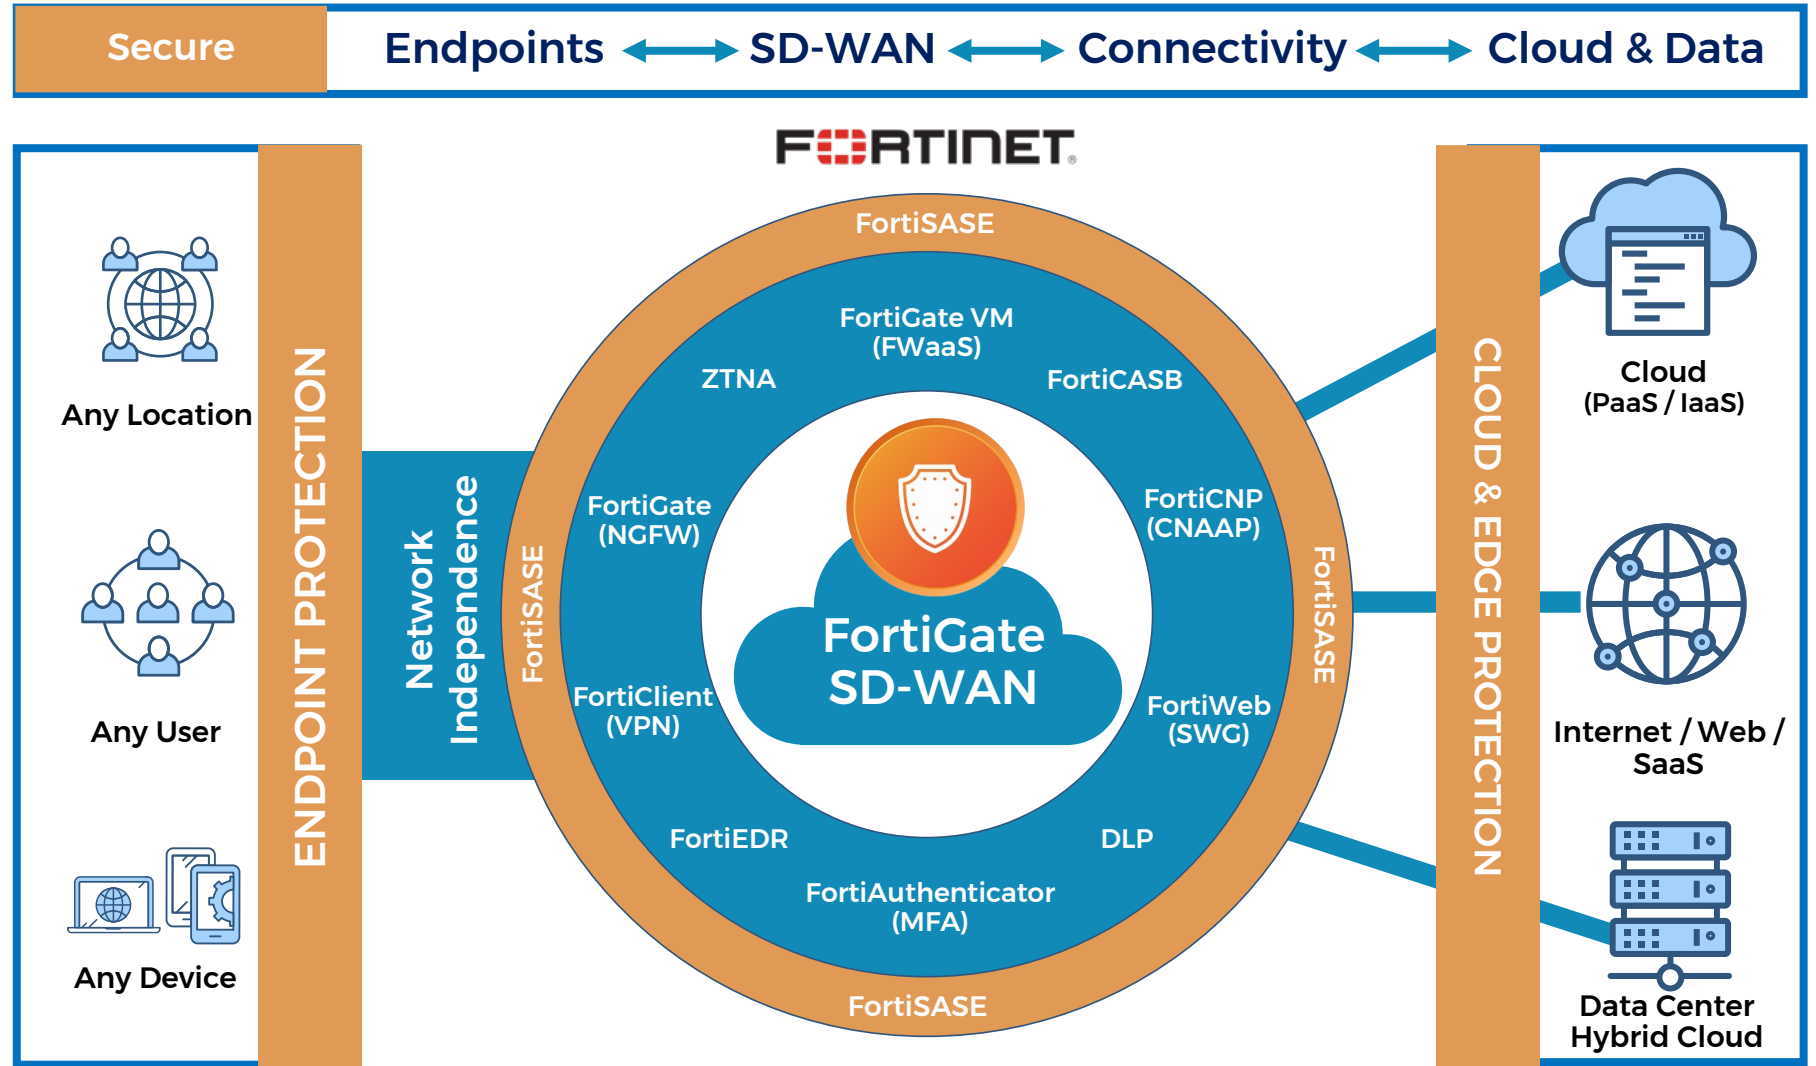 Secure
Endpoints
SD-WAN
Connectivity
Cloud & Data
FORTINET®
Any Location
Any User
Any Device
ENDPOINT PROTECTION
Network
Independence
FortiSASE
FortiSASE
FortiSASE
FortiSASE
FortiGate VM
(FWaaS)
ZTNA
FortiCASB
FortiGate
(NGFW)
FortiCNP
(CNAAP)
FortiGate
SD-WAN
FortiClient
(VPN)
FortiWeb
(SWG)
FortiEDR
DLP
FortiAuthenticator
(MFA)
CLOUD & EDGE PROTECTION
Cloud
(PaaS / IaaS)
Internet / Web /
SaaS
Data Center
Hybrid Cloud